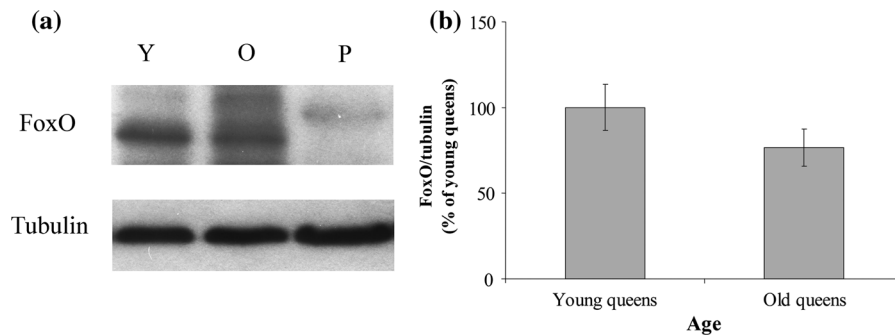 (a)
Y O P
FoxO
Tubulin
(b)
FoxO/tubulin
(% of young queens)
150
100
50
0
Young queens Old queens
Age